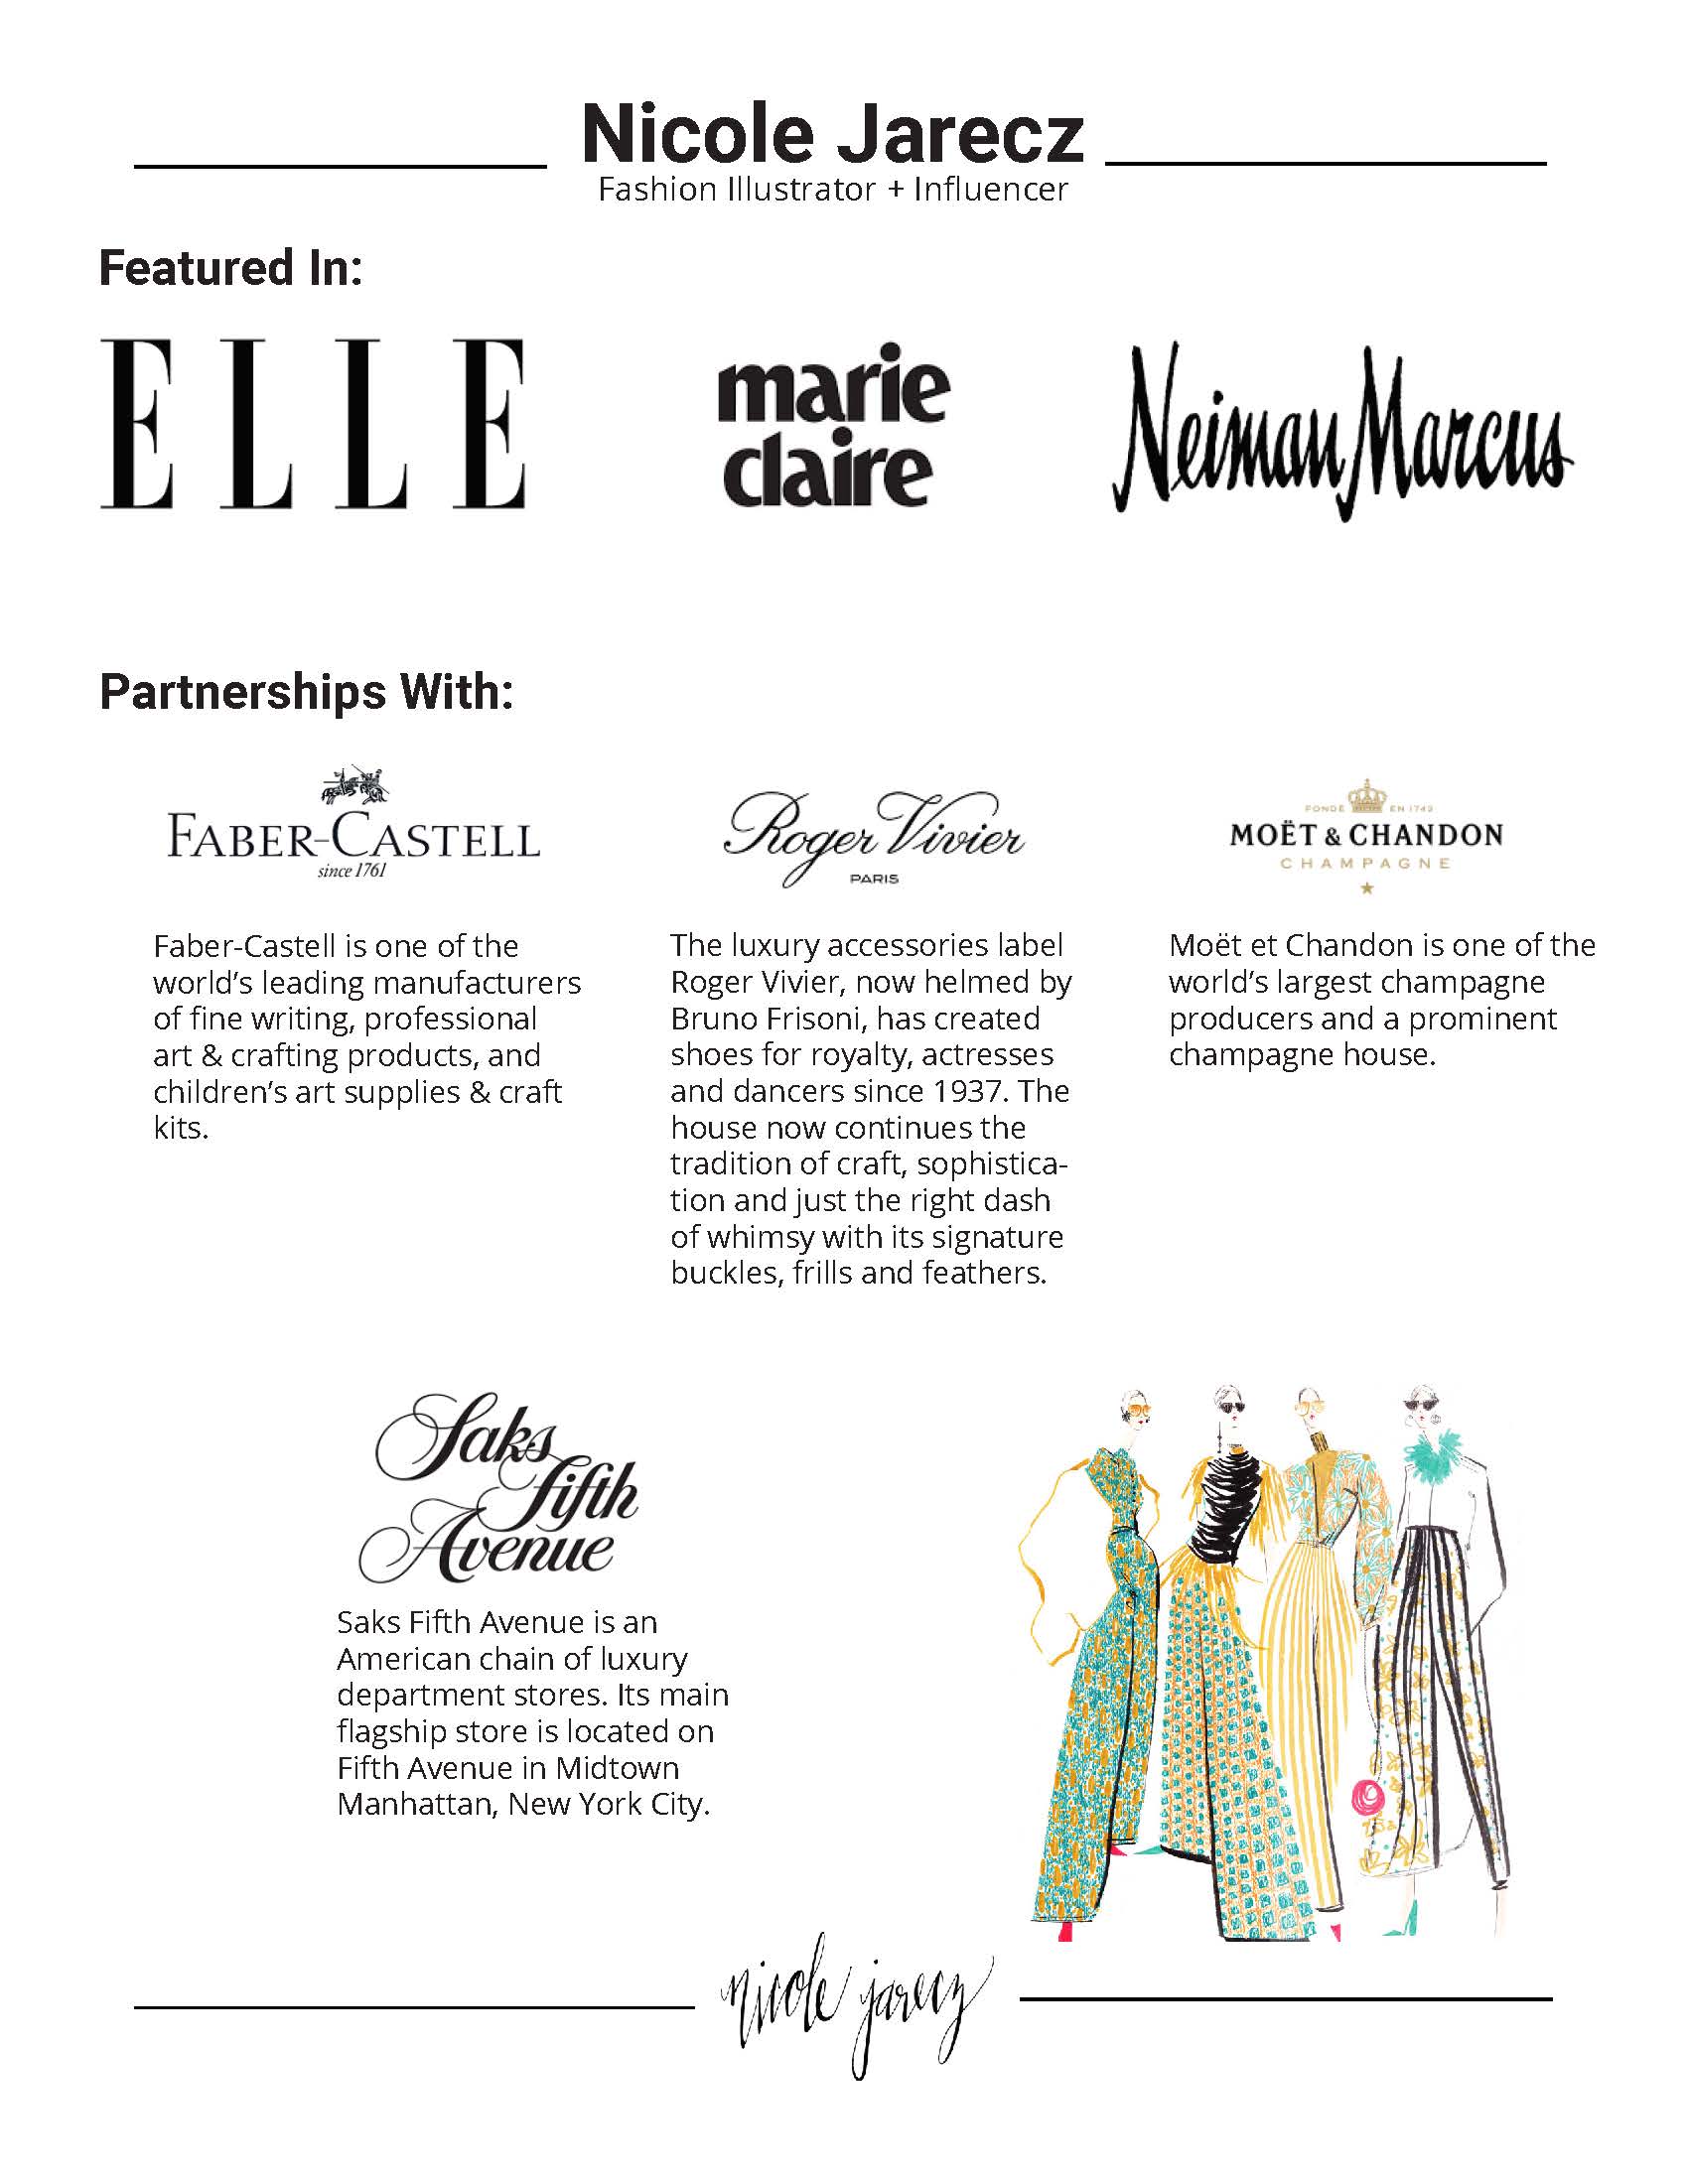 Nicole Jarecz
Fashion Illustrator + Influencer
Featured In:
ELLE
marie
claire
Neiman Marcus
Partnerships With:
FABER-CASTELL
since 1761
Faber-Castell is one of the
world's leading manufacturers
of fine writing, professional
art & crafting products, and
children's art supplies & craft
kits.
Roger Vivier
PARIS
The luxury accessories label
Roger Vivier, now helmed by
Bruno Frisoni, has created
shoes for royalty, actresses
and dancers since 1937. The
house now continues the
tradition of craft, sophistica-
tion and just the right dash
of whimsy with its signature
buckles, frills and feathers.
FONDÉ EN 1743
MOËT & CHANDON
CHAMPAGNE
Moët et Chandon is one of the
world's largest champagne
producers and a prominent
champagne house.
Saks
Fifth
Avenue
Saks Fifth Avenue is an
American chain of luxury
department stores. Its main
flagship store is located on
Fifth Avenue in Midtown
Manhattan, New York City.
nicole jarecz